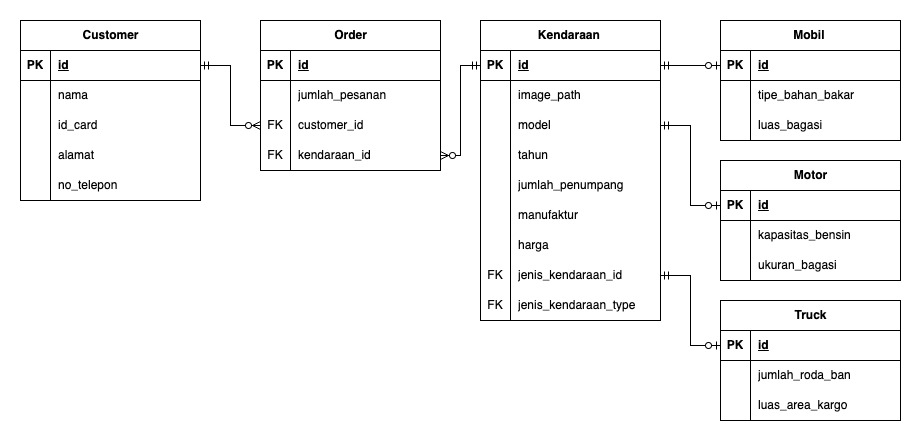 Customer
PK id
nama
id_card
alamat
no_telepon
Order
PK id
jumlah_pesanan
FK customer_id
FK kendaraan_id
Kendaraan
PK id
image_path
model
tahun
jumlah_penumpang
manufaktur
harga
FK jenis_kendaraan_id
FK jenis_kendaraan_type
Mobil
PK id
tipe_bahan_bakar
luas_bagasi
Motor
PK id
kapasitas_bensin
ukuran_bagasi
Truck
PK id
jumlah_roda_ban
luas_area_kargo